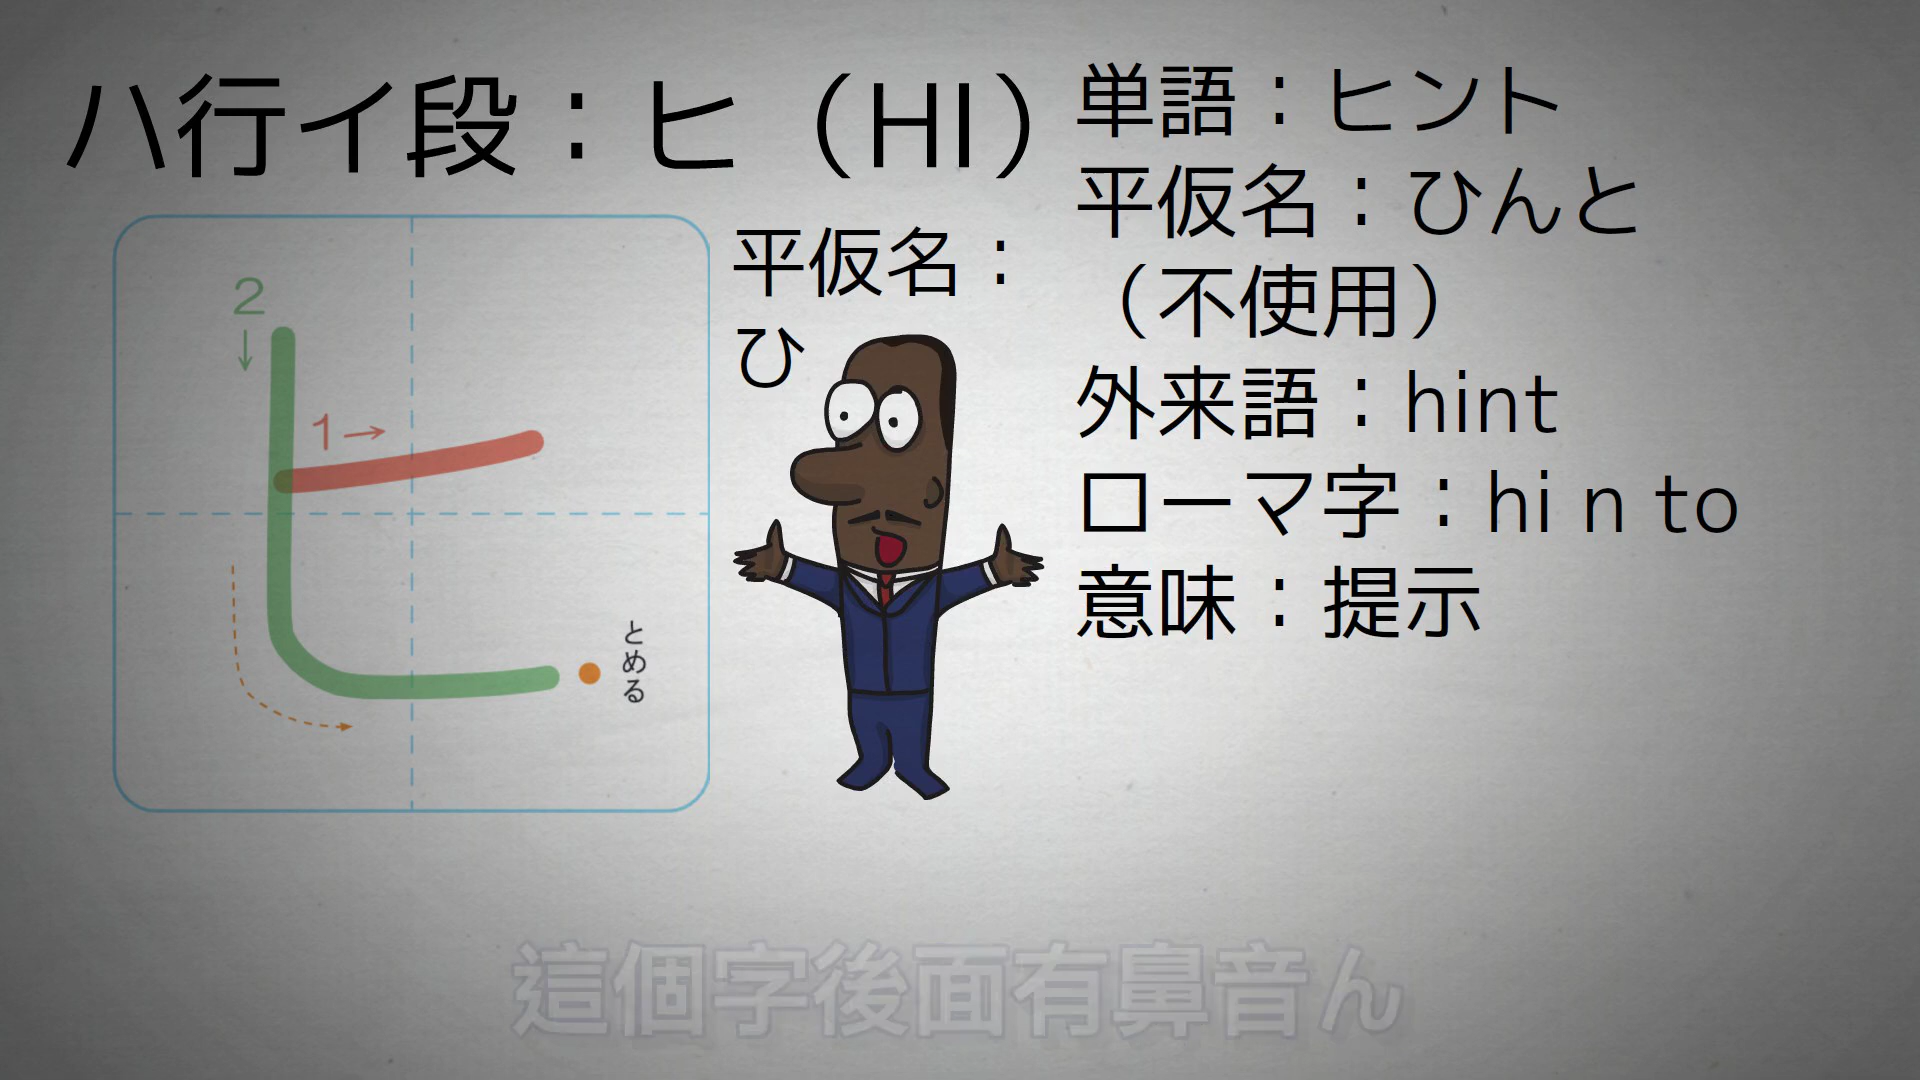 ハ行イ段：ヒ（HI）
2
1
とめる
平仮名：
ひ
単語：ヒント
平仮名：ひんと
（不使用）
外来語：hint
ローマ字：hi n to
意味：提示
這個字後面有鼻音ん